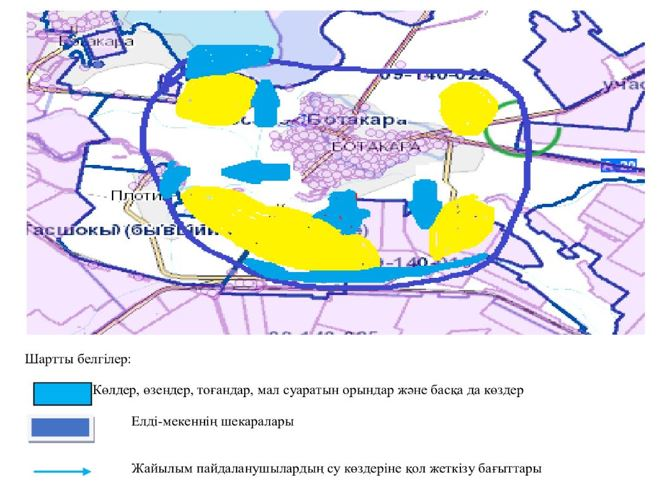 Ботакара
09-140-022
учас
Ботакара
БОТАКАРА
Плоти
Тасшокы (бывший
Шартты белгілер:
Көлдер, өзендер, тоғандар, мал суаратын орындар және басқа да көздер
Елді-мекеннің шекаралары
Жайылым пайдаланушылардың су көздеріне қол жеткізу бағыттары